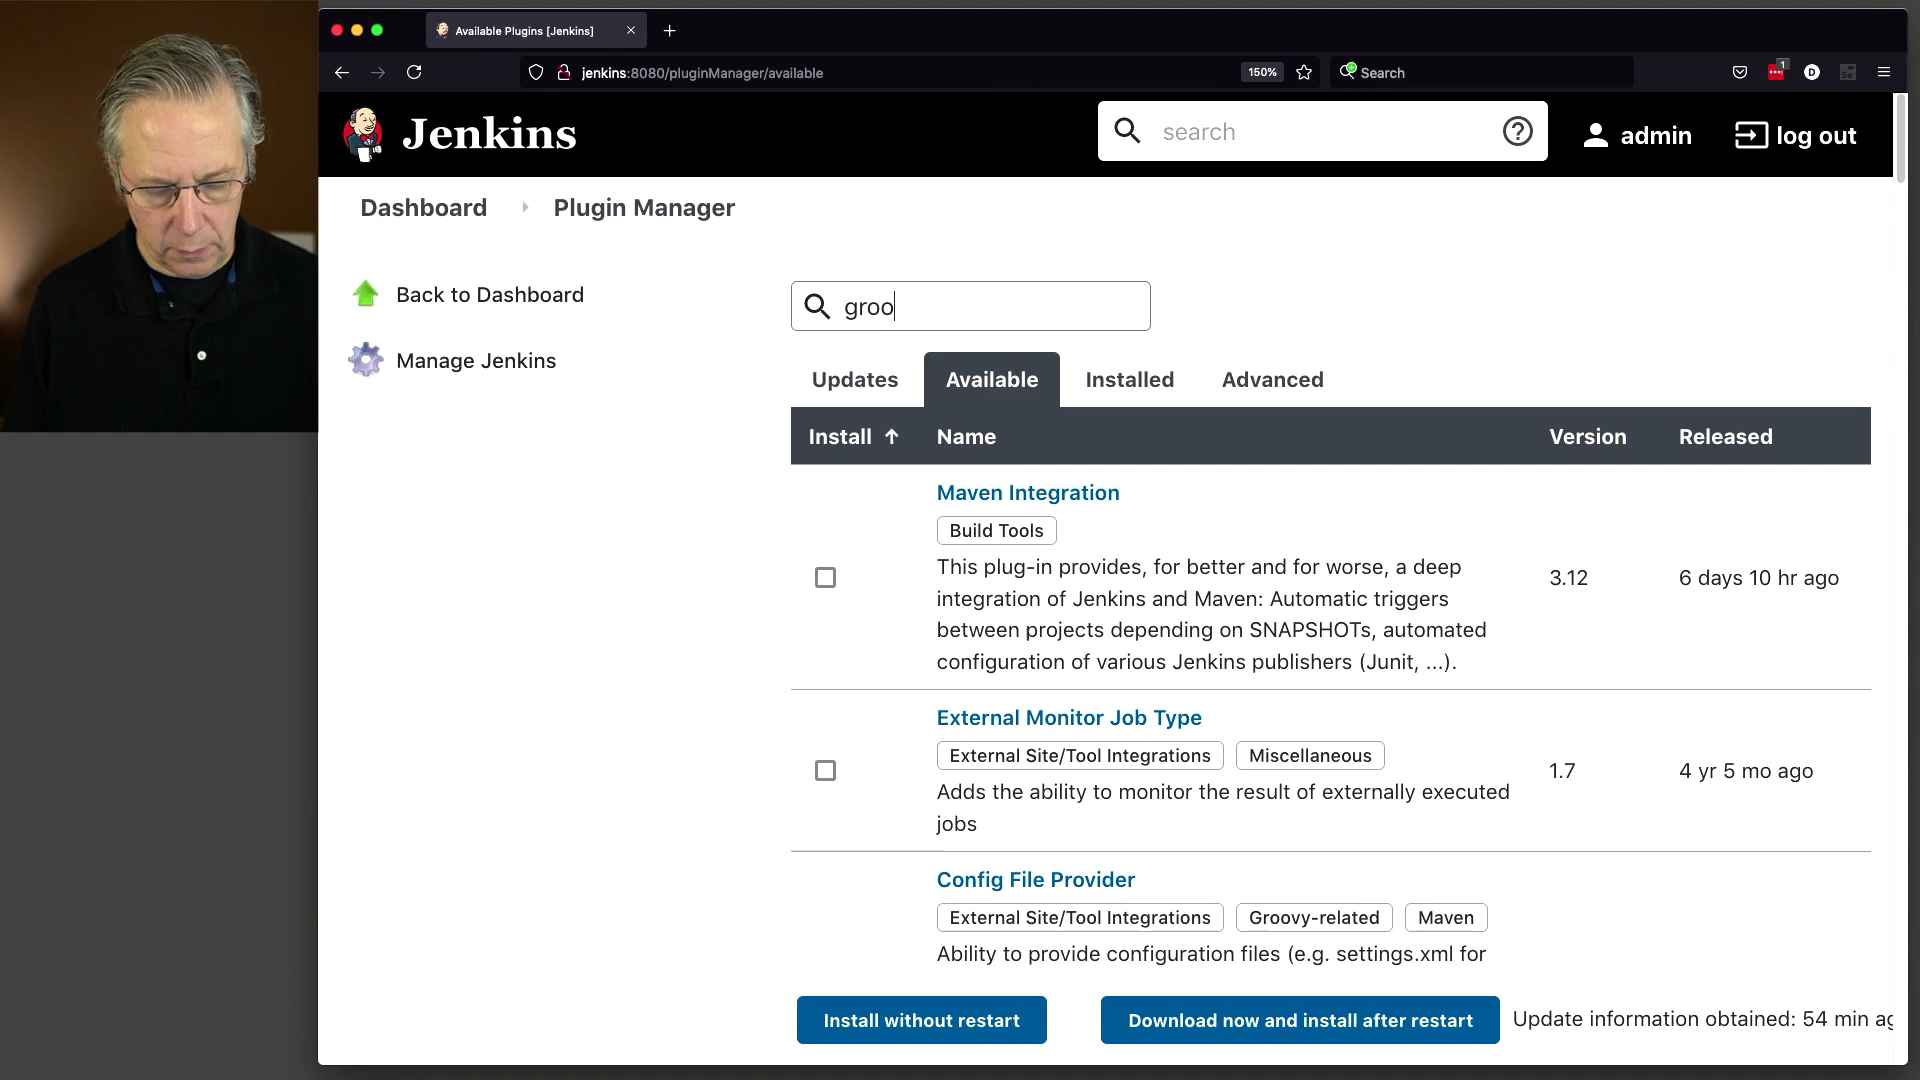 Available Plugins [Jenkins]
jenkins:8080/pluginManager/available
150%
Search
1
D
Jenkins
search
admin
log out
Dashboard
Plugin Manager
Back to Dashboard
Manage Jenkins
groo
Updates
Available
Installed
Advanced
Install
Name
Version
Released
Maven Integration
Build Tools
This plug-in provides, for better and for worse, a deep
integration of Jenkins and Maven: Automatic triggers
between projects depending on SNAPSHOTs, automated
configuration of various Jenkins publishers (Junit, ...).
3.12
6 days 10 hr ago
External Monitor Job Type
External Site/Tool Integrations
Miscellaneous
Adds the ability to monitor the result of externally executed
jobs
1.7
4 yr 5 mo ago
Config File Provider
External Site/Tool Integrations
Groovy-related
Maven
Ability to provide configuration files (e.g. settings.xml for
Install without restart
Download now and install after restart
Update information obtained: 54 min ag